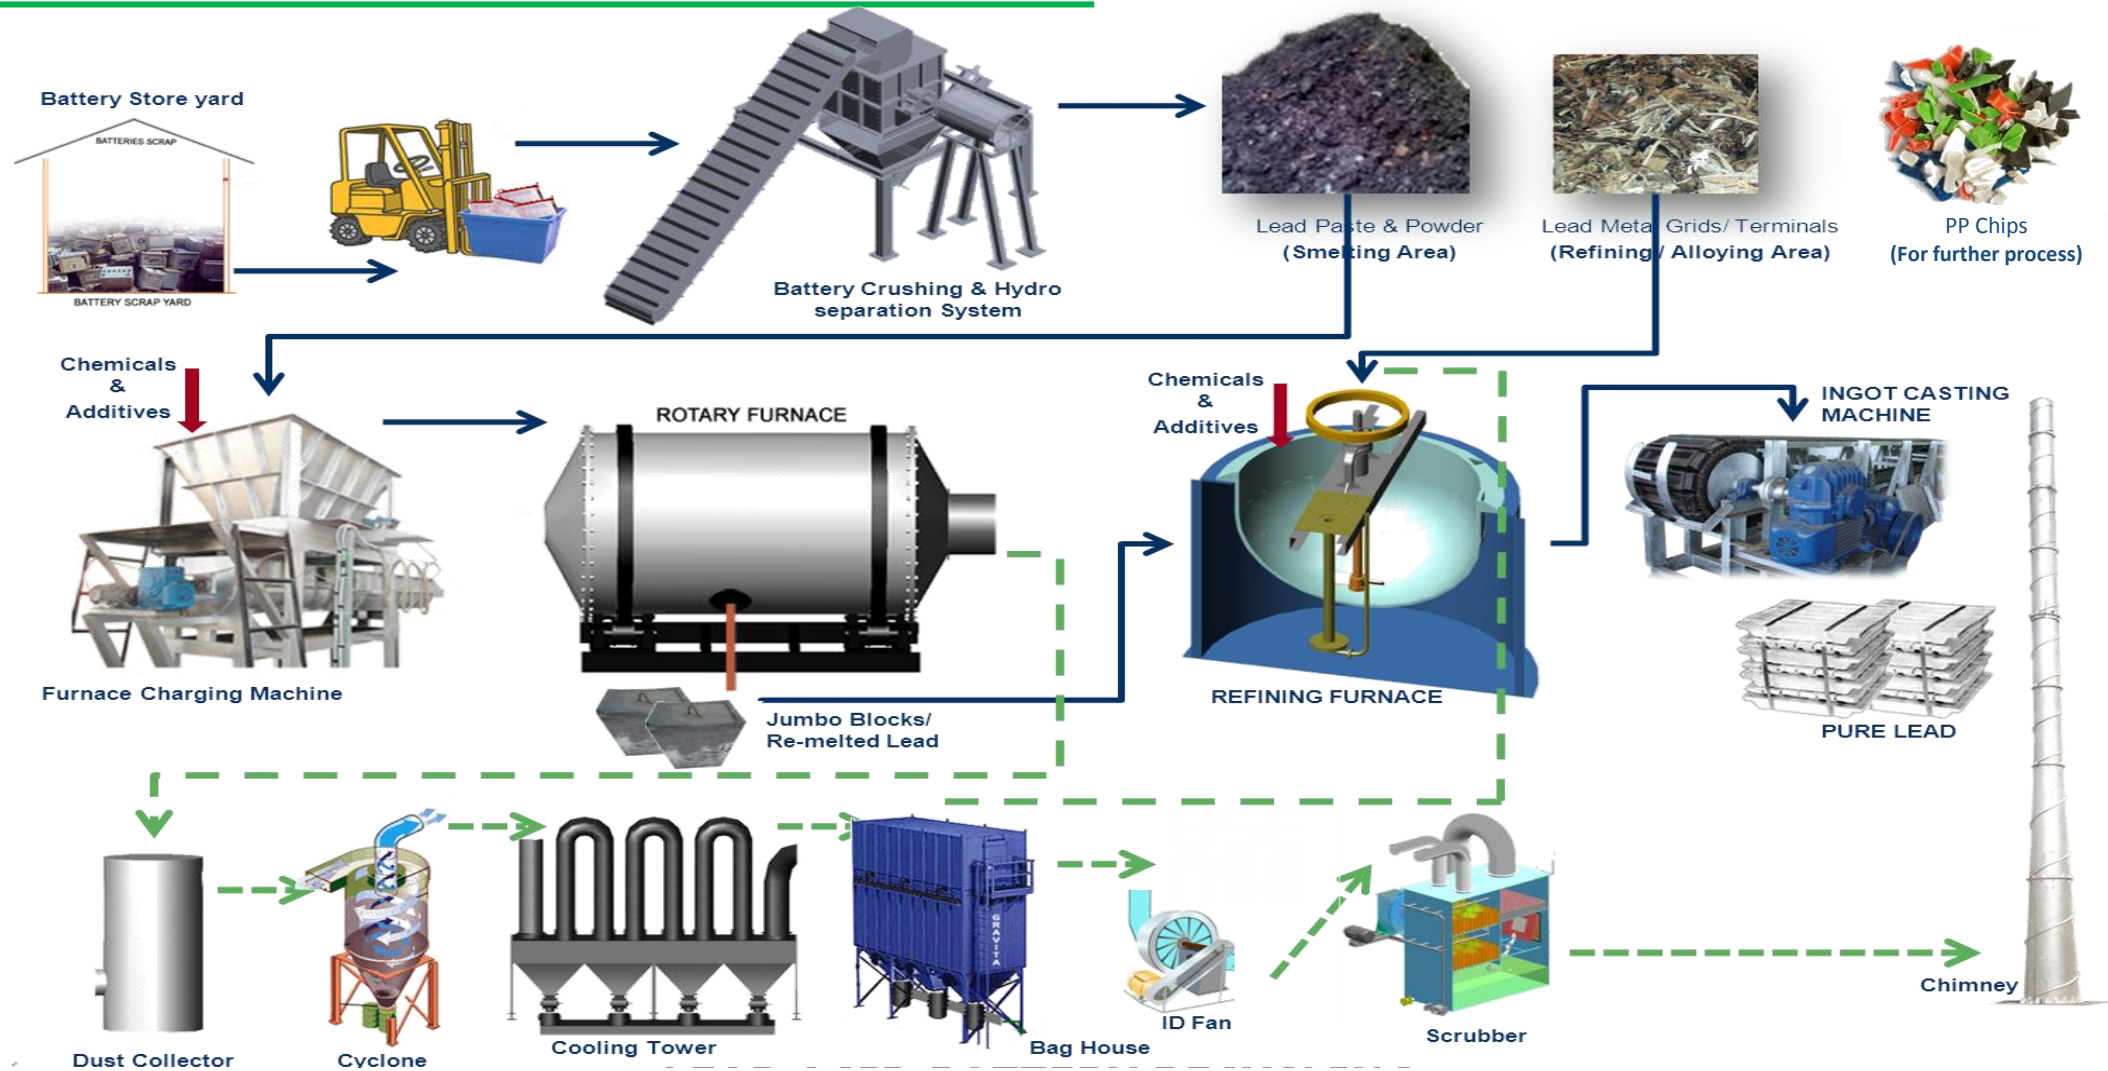 Battery Store yard
BATTERIES SCRAP
BATTERY SCRAP YARD
Battery Crushing & Hydro
separation System
Lead Paste & Powder
(Smelting Area)
Lead Metal Grids/ Terminals
(Refining/ Alloying Area)
PP Chips
(For further process)
Chemicals
&
Additives
Furnace Charging Machine
ROTARY FURNACE
Jumbo Blocks/
Re-melted Lead
Chemicals
&
Additives
REFINING FURNACE
INGOT CASTING
MACHINE
PURE LEAD
Dust Collector
Cyclone
Cooling Tower
GRAVITA
Bag House
ID Fan
Scrubber
Chimney